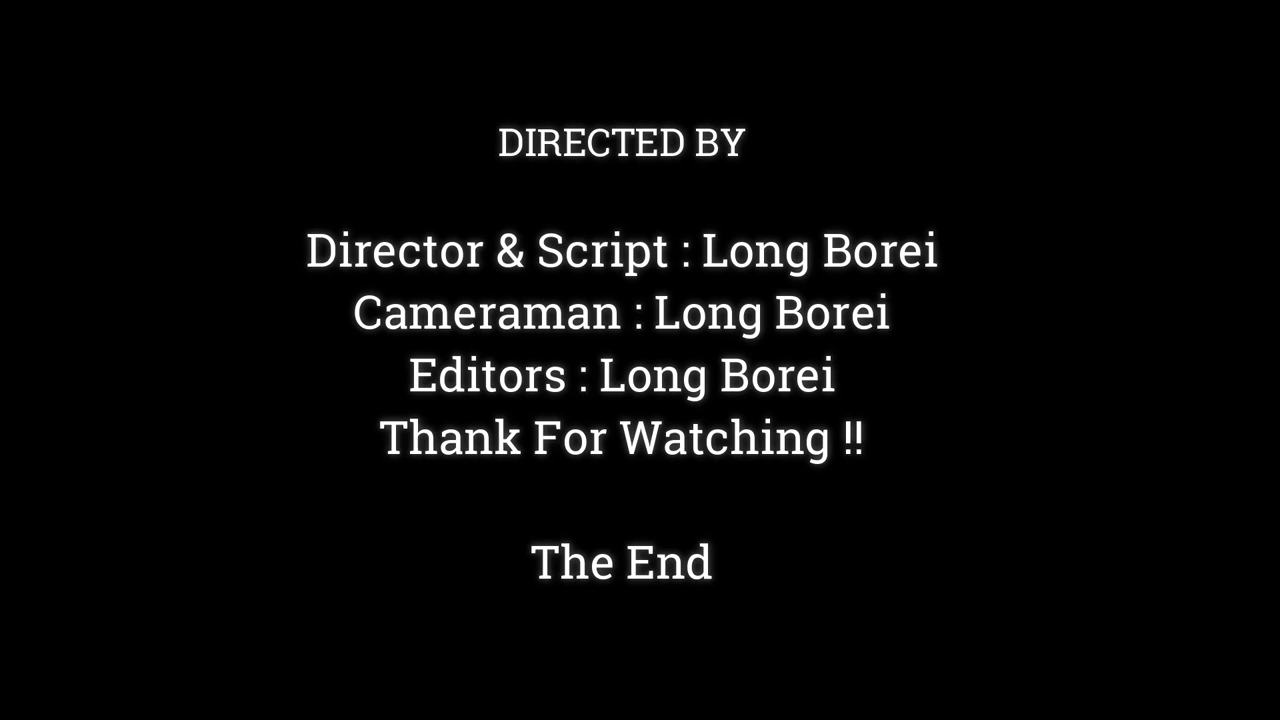 DIRECTED BY
Director & Script : Long Borei
Cameraman : Long Borei
Editors : Long Borei
Thank For Watching !!
The End